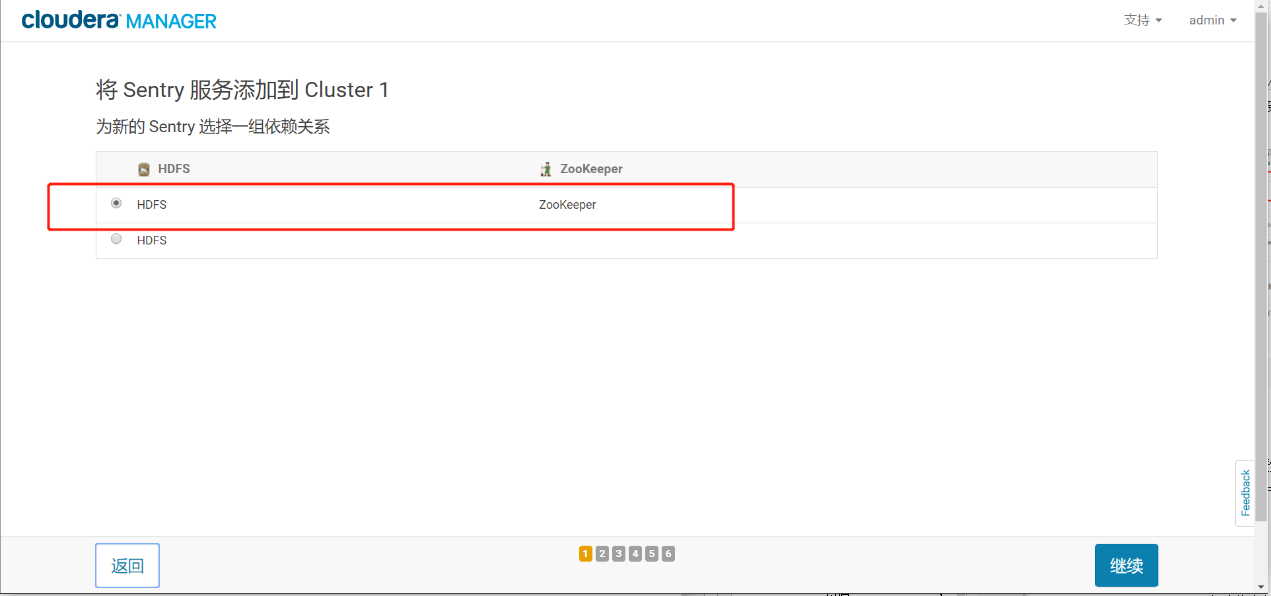 cloudera MANAGER
支持 admin
将 Sentry 服务添加到 Cluster 1
为新的 Sentry 选择一组依赖关系
HDFS ZooKeeper
HDFS ZooKeeper
HDFS
Feedback
返回 1 2 3 4 5 6 继续